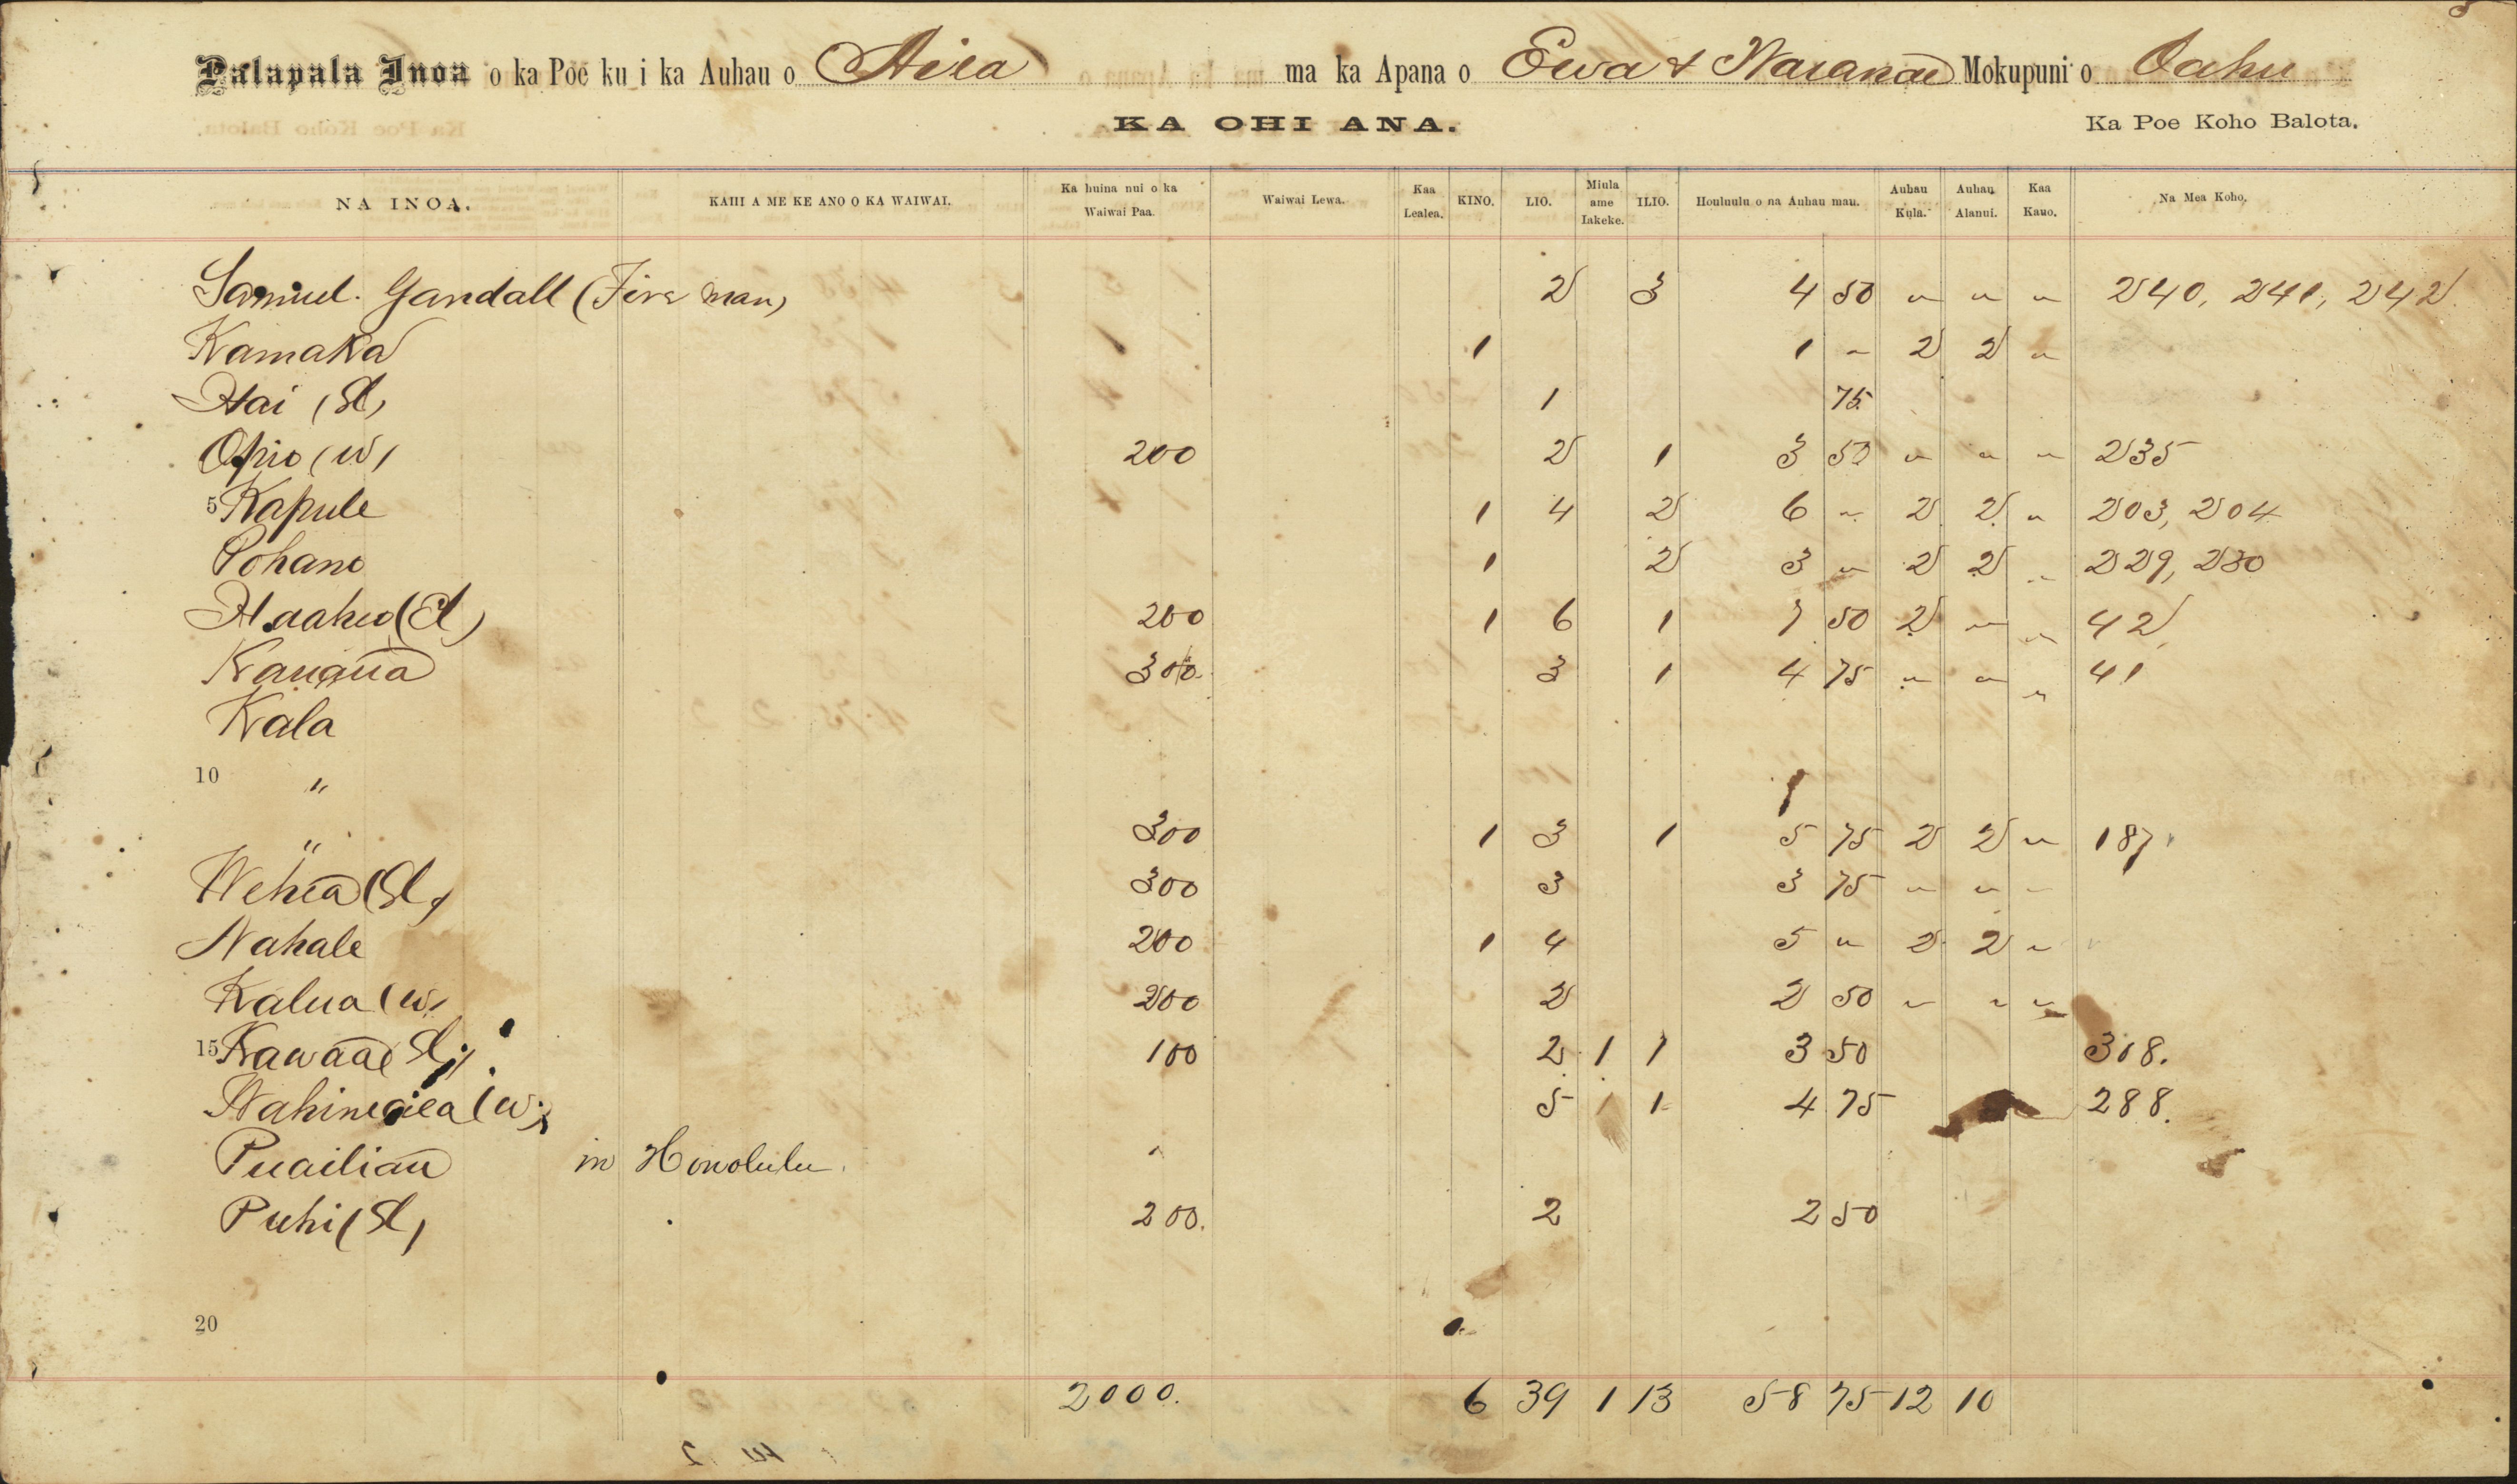 Palapala Inoa o ka Poe ku i ka Auhau o Aiea ma ka Apana o Ewa & Waianae Mokupuni o Oahu
KA OHI ANA.
Ka Poe Koho Balota.
NA INOA. KAHI A ME KE ANO O KA WAIWAI. Ka huina nui o ka Waiwai Paa. Waiwai Lewa. Kaa Lealea. KINO. LIO. Miula ame Iakeke. ILIO. Houluulu o na Auhau mau. Auhau Kula. Auhau Alanui. Kaa Kauo. Na Mea Koho.
Samuel Gandall (Fire man) 2 3 4 50 " " " 240, 241, 242
Kamaka 1 1 " 2 2 "
Hai ( 1 75
Opio (w) 200 2 1 3 50 " " " 235
5 Kapule 1 4 2 6 " 2 2 " 203, 204
Pohano 1 2 3 " 2 2 " 229, 230
Haaheo ( 200 1 6 1 7 50 2 " " 42
Kauaua 300 3 1 4 75 " " " 41
Kala
10 "
" 300 1 3 1 5 75 2 2 " 187
Wehea ( 300 3 3 75 " " "
Nahale 200 1 4 5 " 2 2 "
Kalua (w) 200 2 2 50 " " "
15 Kawaae 100 2 1 1 3 50 308.
Wahineaiea (w) 5 1 4 75 288.
Puailiau in Honolulu
Puhi ( 200. 2 2 50
20
2000. 6 39 1 13 58 75 12 10